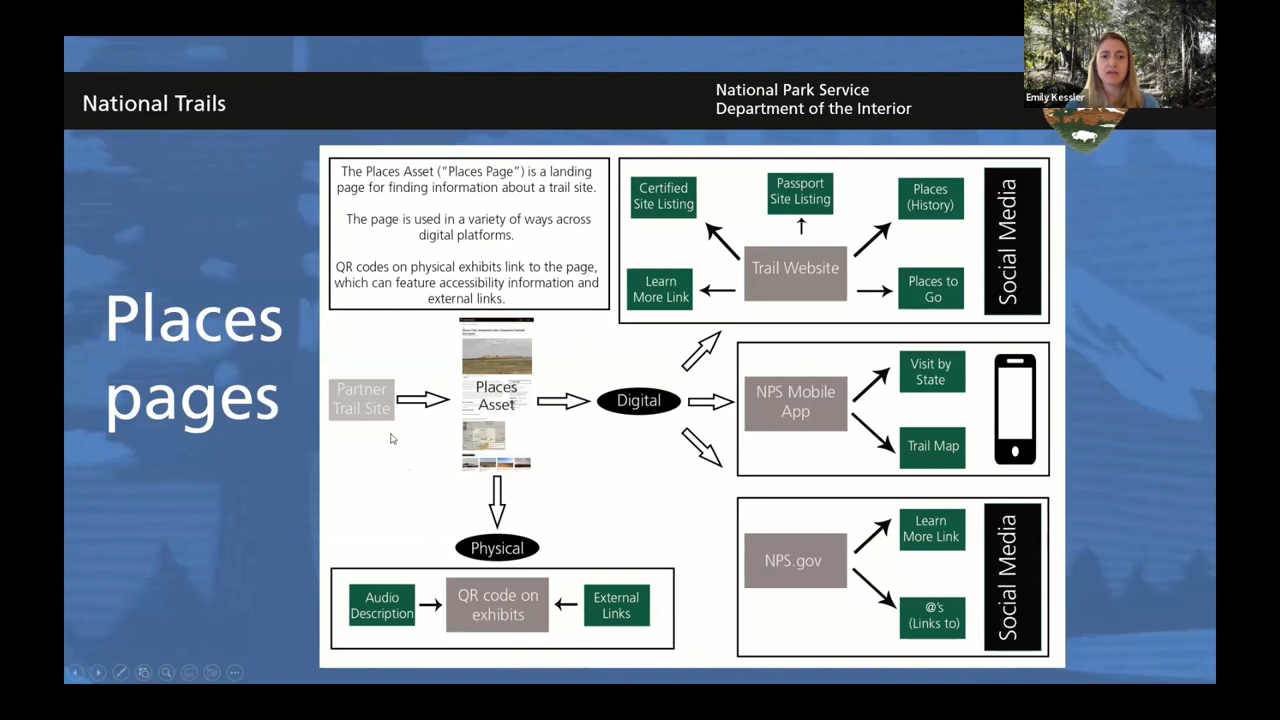 National Trails
National Park Service
Department of the Interior
Emily Kessler
Places
pages
The Places Asset (“Places Page”) is a landing
page for finding information about a trail site.
The page is used in a variety of ways across
digital platforms.
QR codes on physical exhibits link to the page,
which can feature accessibility information and
external links.
Certified
Site Listing
Passport
Site Listing
Places
(History)
Learn
More Link
Trail Website
Places to
Go
Social Media
Partner
Trail Site
Places
Asset
Digital
NPS Mobile
App
Visit by
State
Trail Map
Physical
Audio
Description
QR code on
exhibits
External
Links
NPS.gov
Learn
More Link
@’s
(Links to)
Social Media